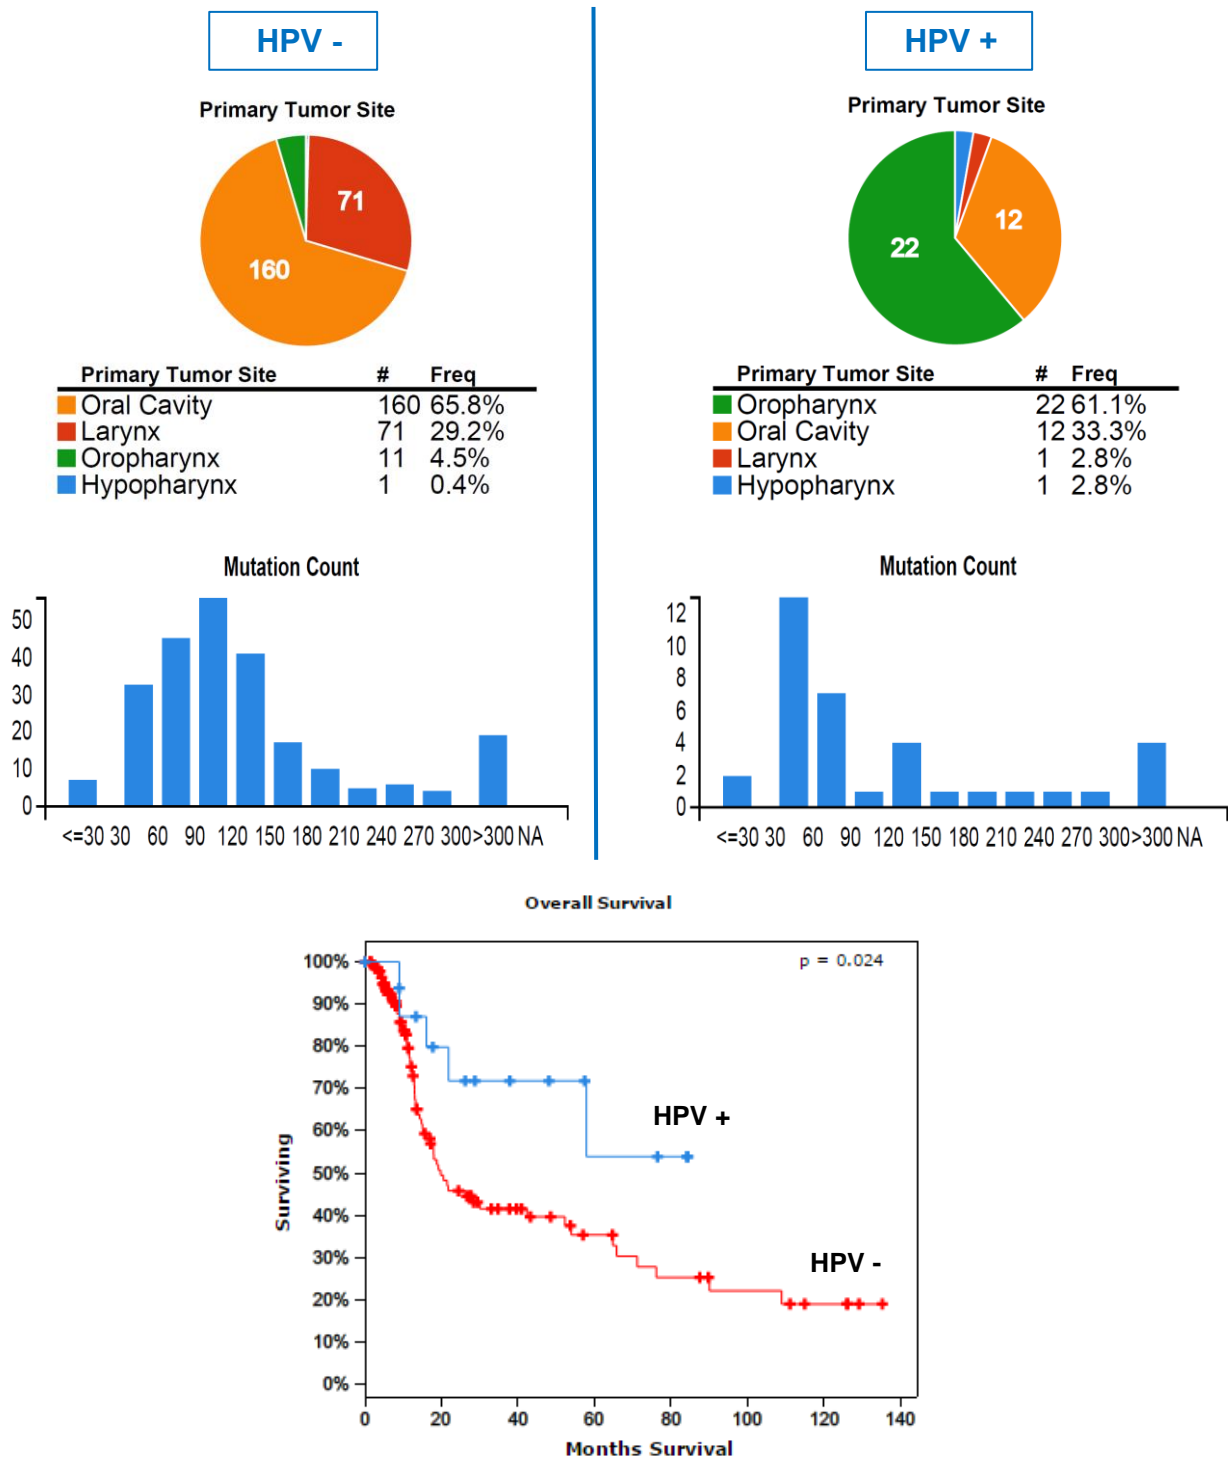 HPV -
Primary Tumor Site
71
160
Primary Tumor Site # Freq
Oral Cavity 160 65.8%
Larynx 71 29.2%
Oropharynx 11 4.5%
Hypopharynx 1 0.4%
Mutation Count
50
40
30
20
10
0
<=30 30 60 90 120 150 180 210 240 270 300 >300 NA
HPV +
Primary Tumor Site
12
22
Primary Tumor Site # Freq
Oropharynx 22 61.1%
Oral Cavity 12 33.3%
Larynx 1 2.8%
Hypopharynx 1 2.8%
Mutation Count
12
10
8
6
4
2
0
<=30 30 60 90 120 150 180 210 240 270 300 >300 NA
Overall Survival
p = 0.024
100%
90%
80%
70%
60%
50%
40%
30%
20%
10%
0%
Surviving
HPV +
HPV -
0 20 40 60 80 100 120 140
Months Survival